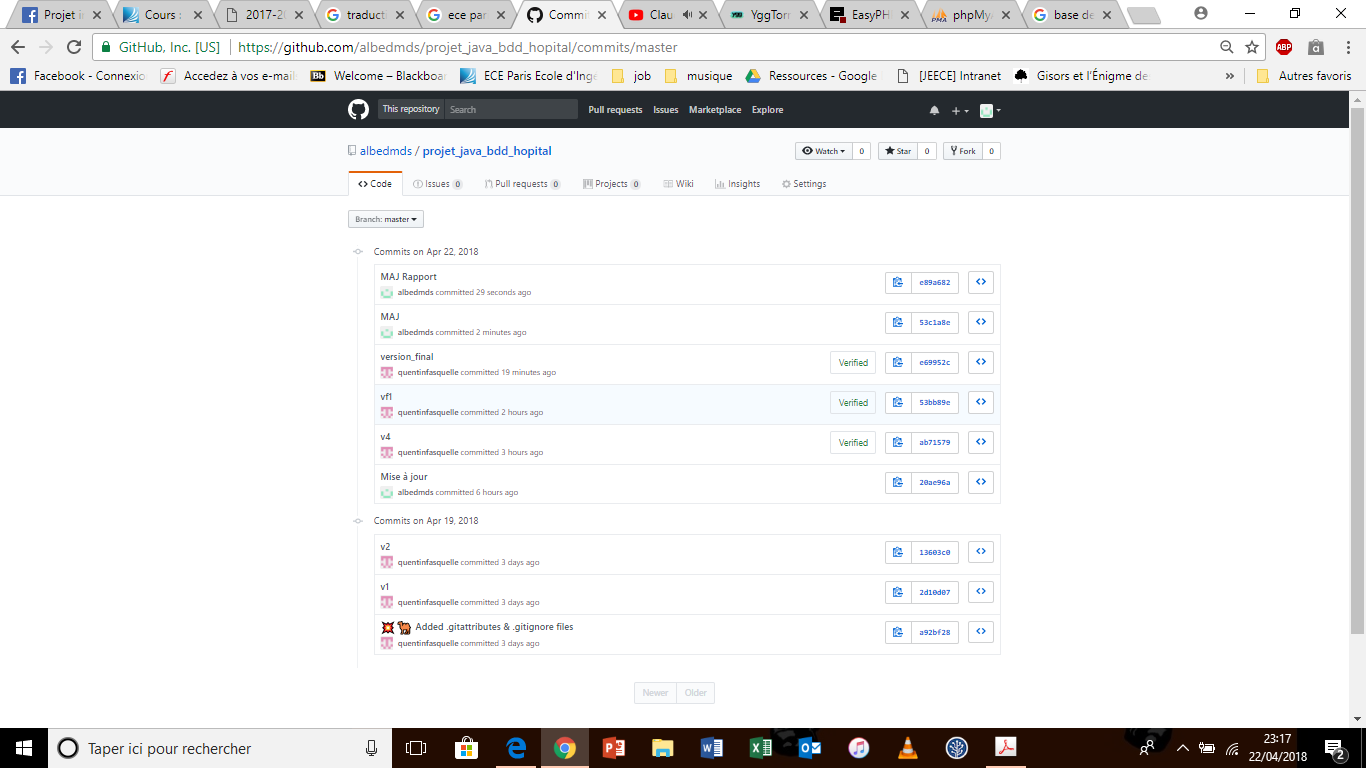 Projet i
Cours :
2017-2
traduct
ece par
Commi
Clau
YggTorr
EasyPH
phpMyA
base de
GitHub, Inc. [US] https://github.com/albedmds/projet_java_bdd_hopital/commits/master
ABP
Facebook - Connexio Accedez à vos e-mail Bb Welcome – Blackboar ECE Paris Ecole d'Ing job musique Ressources - Google [JEECE] Intranet Gisors et l'Énigme de » Autres favoris
This repository Search Pull requests Issues Marketplace Explore
albedmds / projet_java_bdd_hopital Watch 0 Star 0 Fork 0
Code Issues 0 Pull requests 0 Projects 0 Wiki Insights Settings
Branch: master
Commits on Apr 22, 2018
MAJ Rapport
albedmds committed 29 seconds ago
e89a682
MAJ
albedmds committed 2 minutes ago
53c1a8e
version_final
quentinfasquelle committed 19 minutes ago
Verified e69952c
vf1
quentinfasquelle committed 2 hours ago
Verified 53bb89e
v4
quentinfasquelle committed 3 hours ago
Verified ab71579
Mise à jour
albedmds committed 6 hours ago
20ae96a
Commits on Apr 19, 2018
v2
quentinfasquelle committed 3 days ago
13603c0
v1
quentinfasquelle committed 3 days ago
2d10d07
Added .gitattributes & .gitignore files
quentinfasquelle committed 3 days ago
a92bf28
Newer Older
Taper ici pour rechercher
23:17
22/04/2018
2